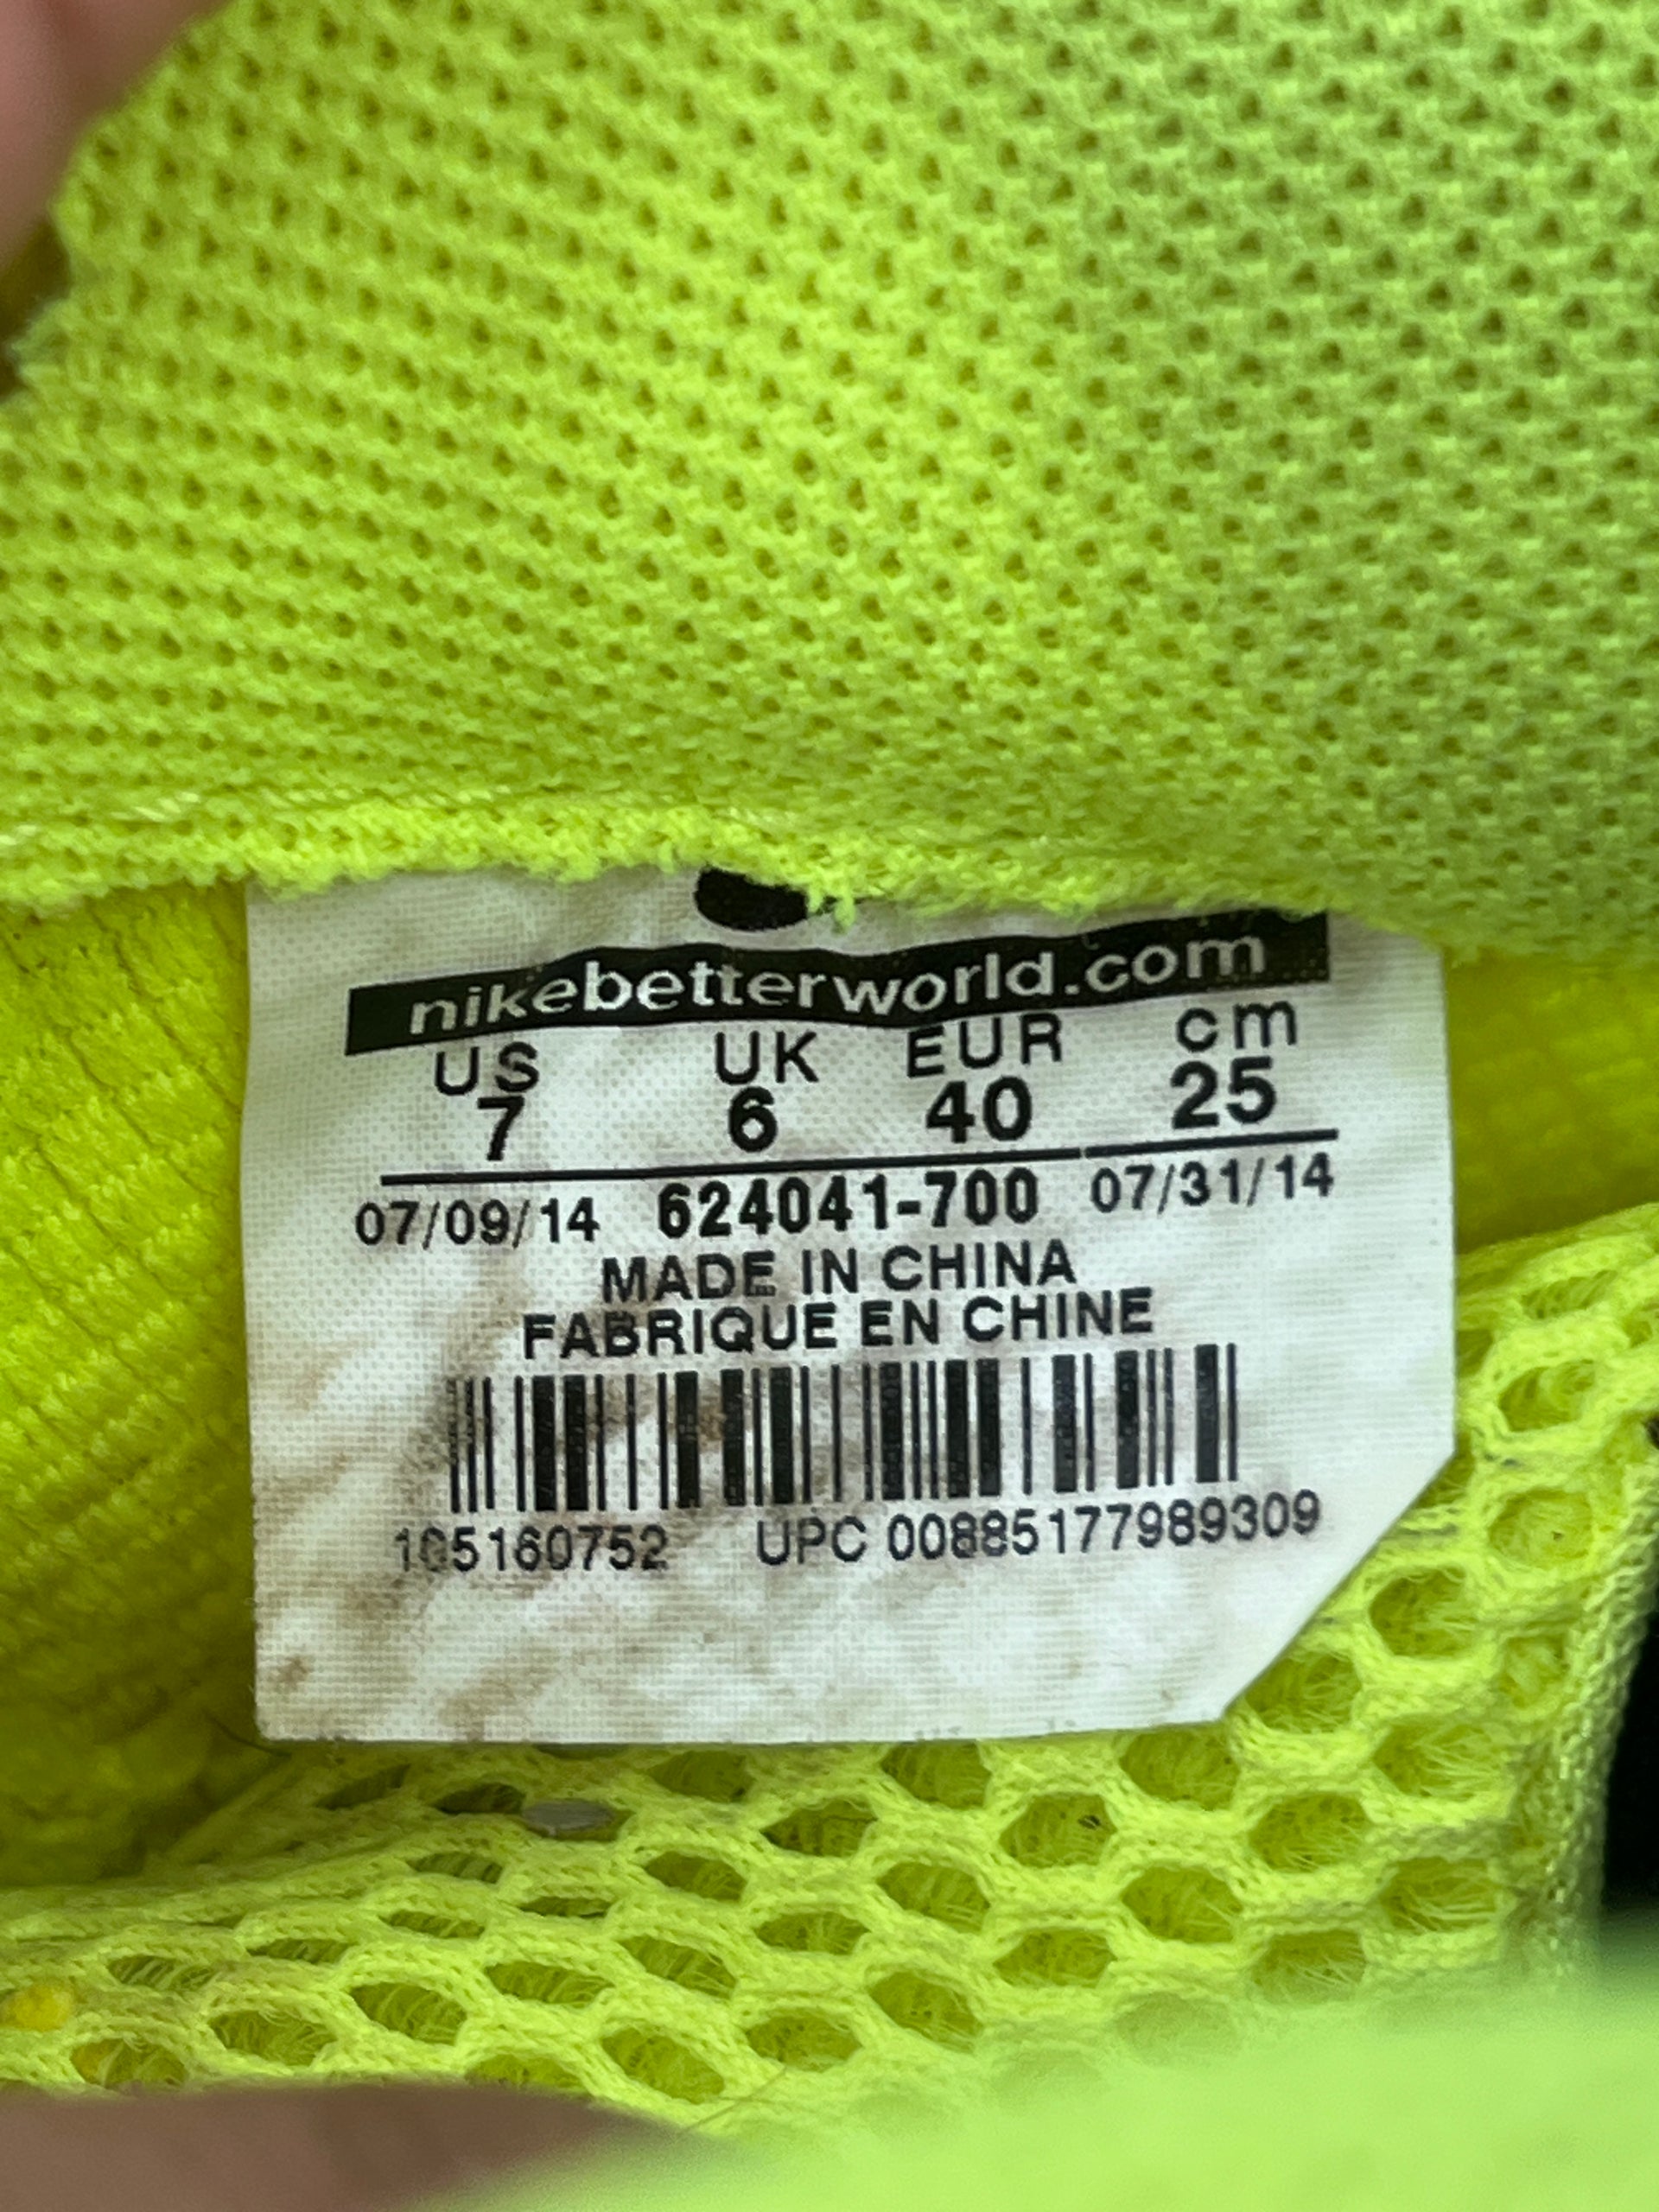 nikebetterworld.com
US UK EUR cm
7 6 40 25
07/09/14 624041-700 07/31/14
MADE IN CHINA
FABRIQUE EN CHINE
105160752 UPC 00885177989309